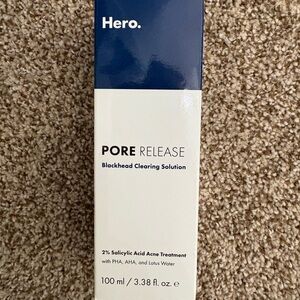 Hero.
PORE RELEASE
Blackhead Clearing Solution
2% Salicylic Acid Acne Treatment
with PHA, AHA, and Lotus Water
100 ml / 3.38 fl. oz. ℮